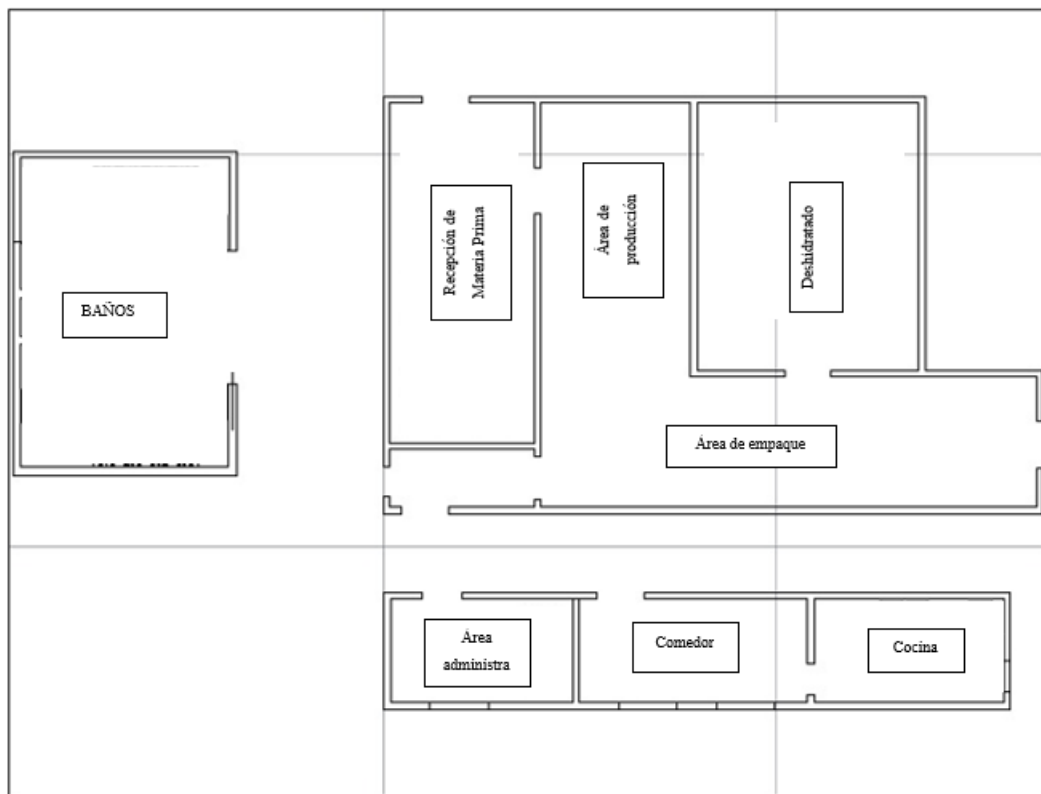 Recepción de
Materia Prima
Área de
producción
Deshidratado
BAÑOS
Área de empaque
Área
administra
Comedor
Cocina